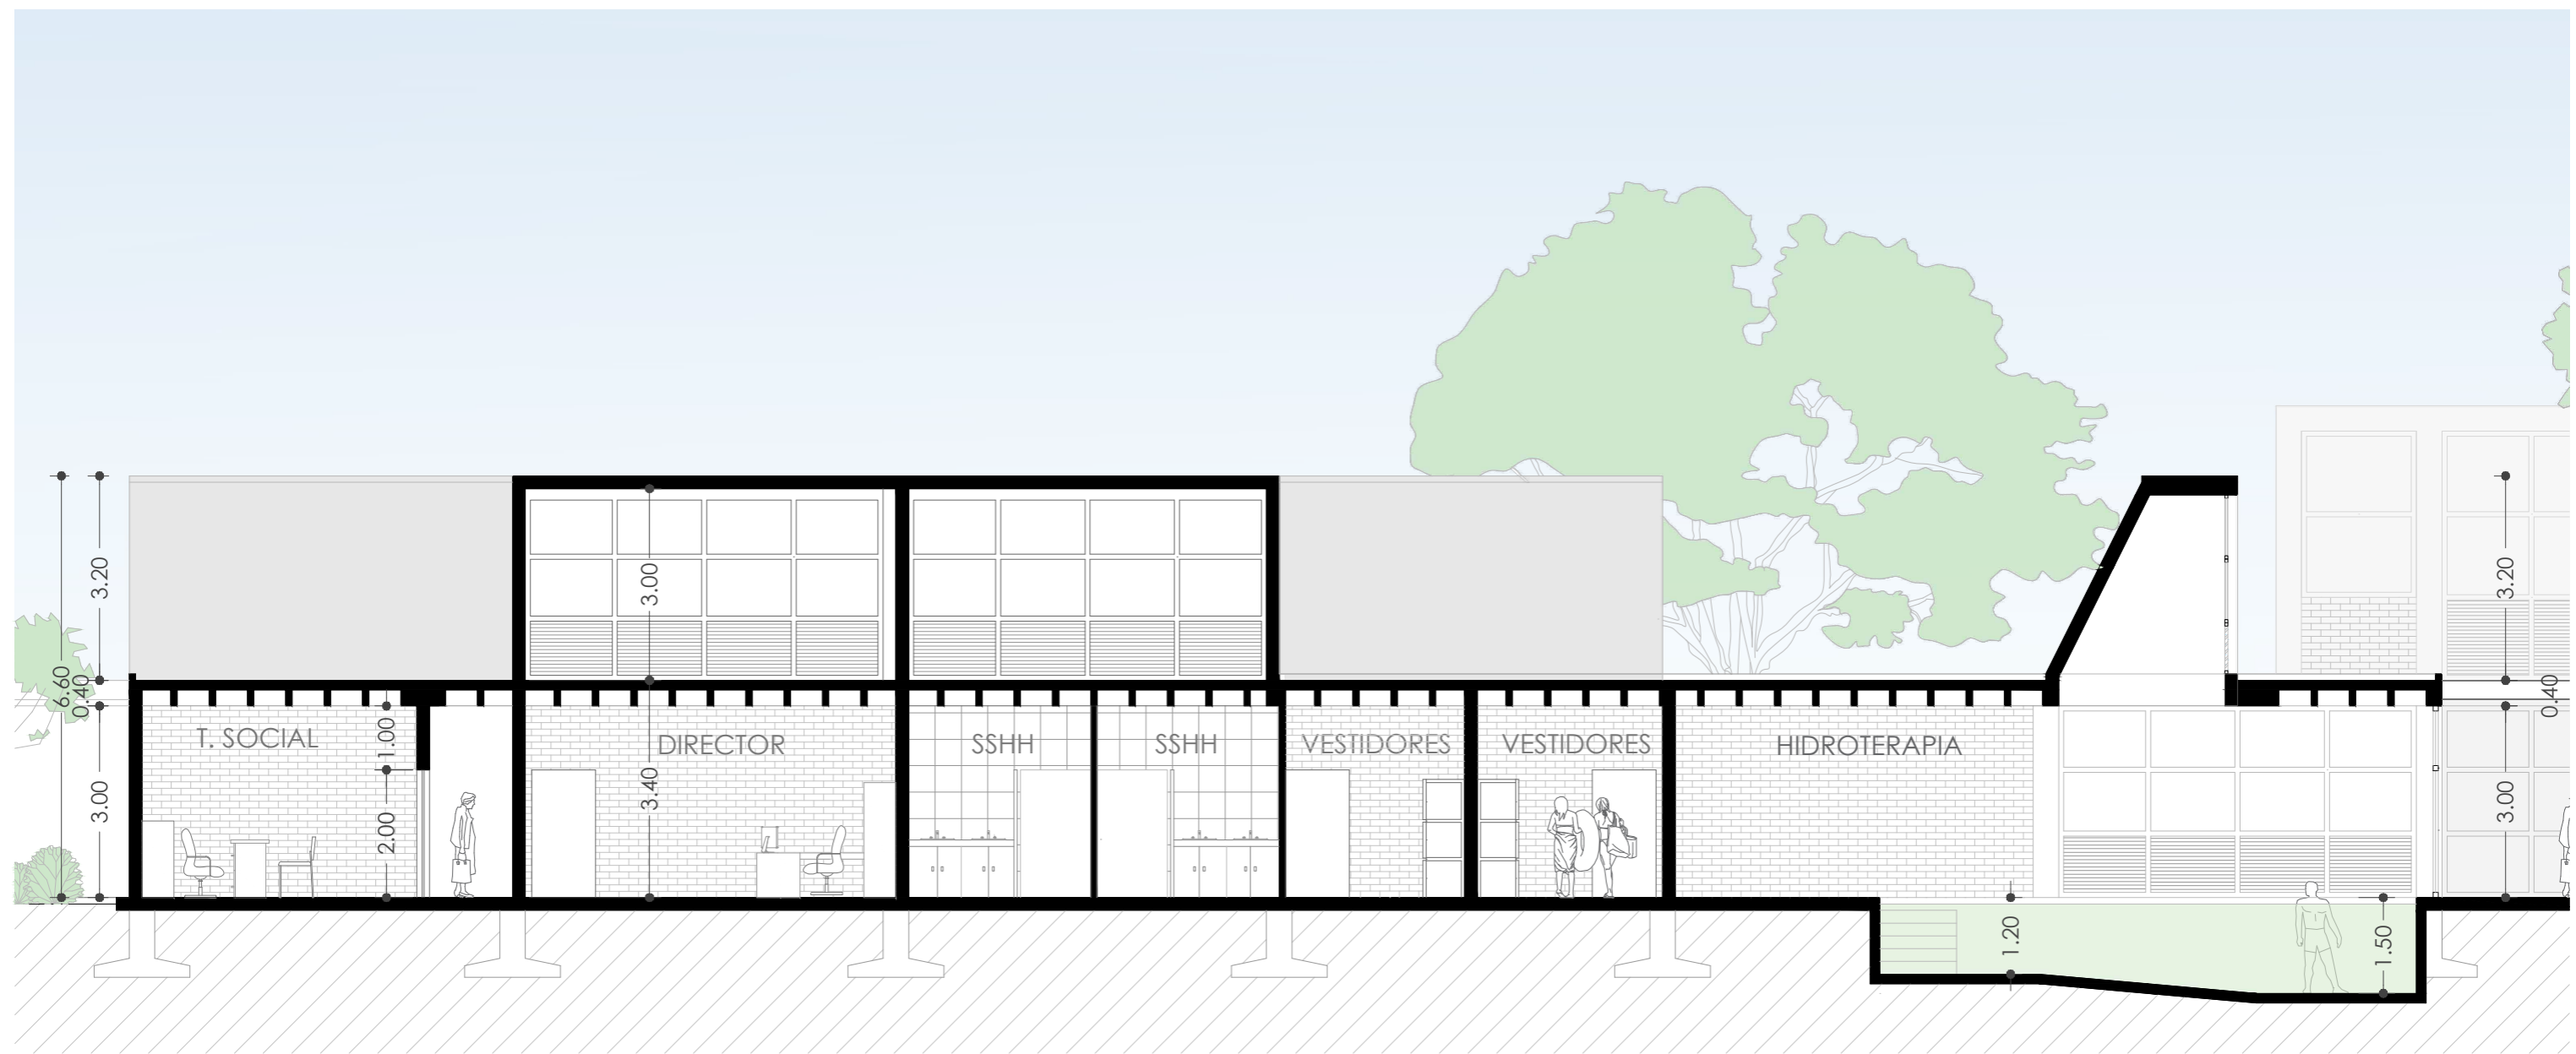 3.20
3.00
3.20
6.60
0.40
0.40
T. SOCIAL
1.00
DIRECTOR
SSHH
SSHH
VESTIDORES
VESTIDORES
HIDROTERAPIA
3.00
2.00
3.40
3.00
1.20
1.50